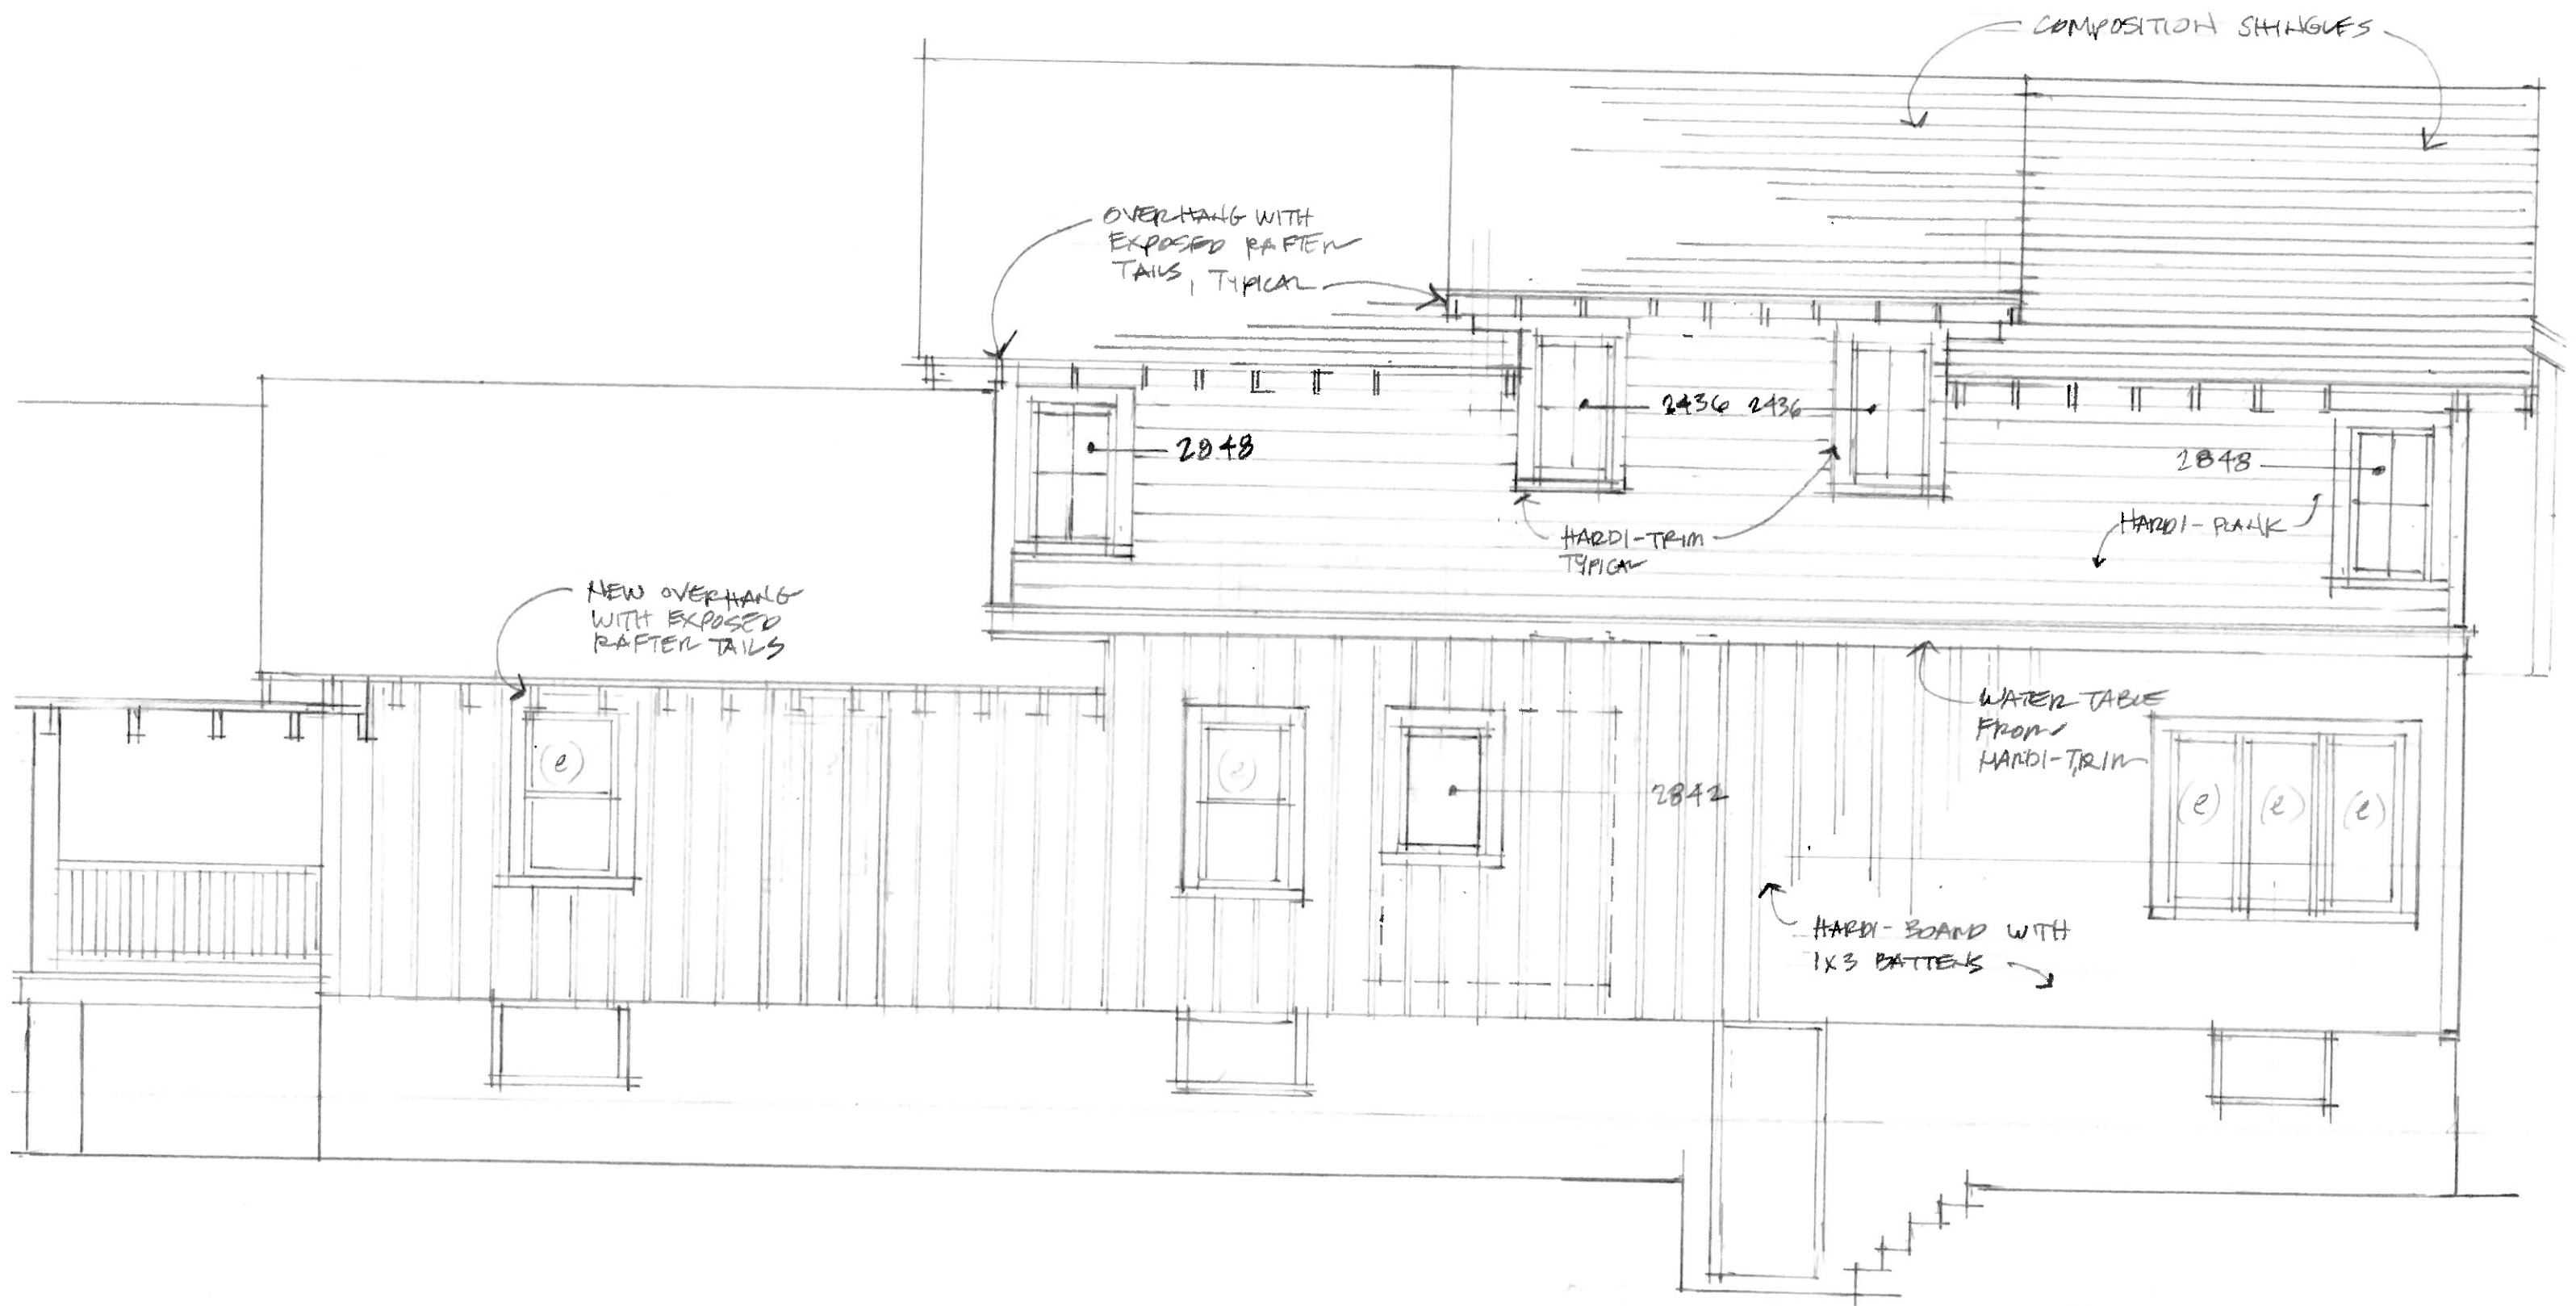 COMPOSITION SHINGLES
OVERHANG WITH
EXPOSED RAFTER
TAILS, TYPICAL
2436 2436
2848
2848
HARDI-PLANK
HARDI-TRIM
TYPICAL
NEW OVERHANG
WITH EXPOSED
RAFTER TAILS
WATER TABLE
FROM
HARDI-TRIM
(e)
(e)
2842
(e) (e) (e)
HARDI-BOARD WITH
1X3 BATTENS